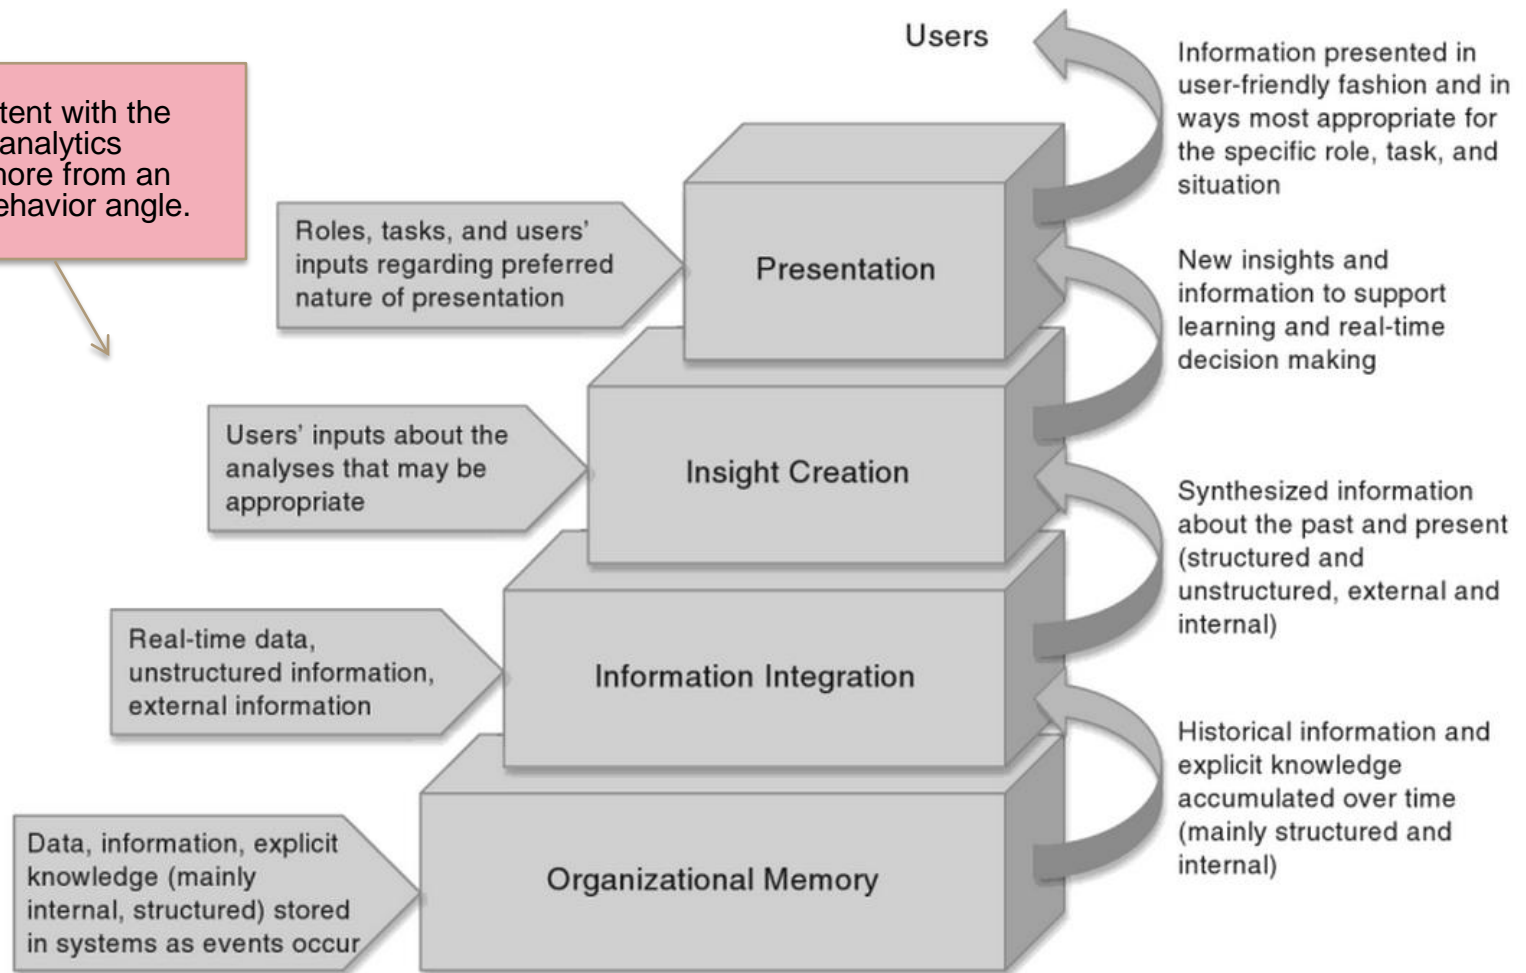 Users
Information presented in
user-friendly fashion and in
ways most appropriate for
the specific role, task, and
situation
with the
analytics
from an
angle.
Roles, tasks, and users’
inputs regarding preferred
nature of presentation
Presentation
New insights and
information to support
learning and real-time
decision making
Users’ inputs about the
analyses that may be
appropriate
Insight Creation
Synthesized information
about the past and present
(structured and
unstructured, external and
internal)
Real-time data,
unstructured information,
external information
Information Integration
Historical information and
explicit knowledge
accumulated over time
(mainly structured and
internal)
Data, information, explicit
knowledge (mainly
internal, structured) stored
in systems as events occur
Organizational Memory